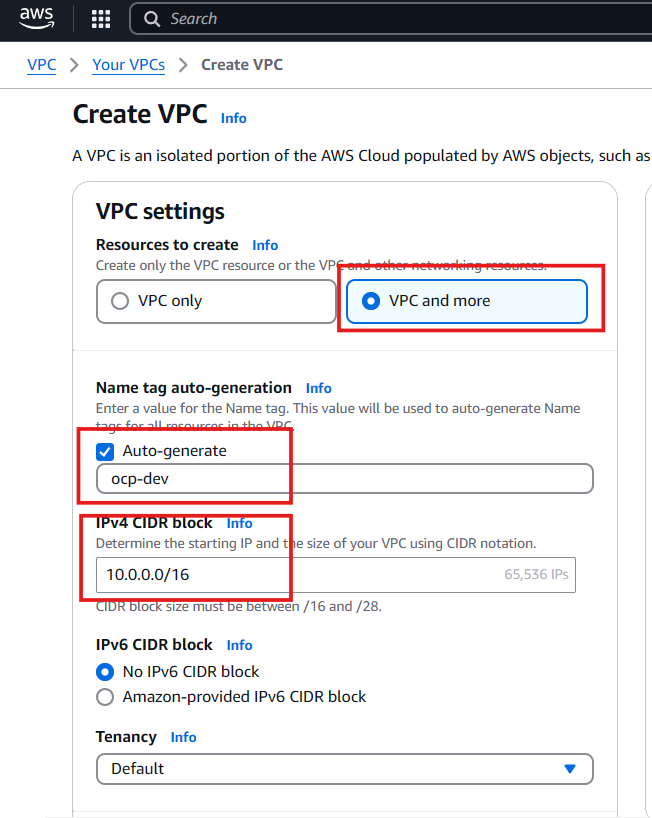 aws
Search
VPC > Your VPCs > Create VPC
Create VPC Info
A VPC is an isolated portion of the AWS Cloud populated by AWS objects, such as
VPC settings
Resources to create Info
Create only the VPC resource or the VPC and other networking resources.
VPC only
VPC and more
Name tag auto-generation Info
Enter a value for the Name tag. This value will be used to auto-generate Name
tags for all resources in the VPC.
Auto-generate
ocp-dev
IPv4 CIDR block Info
Determine the starting IP and the size of your VPC using CIDR notation.
10.0.0.0/16 65,536 IPs
CIDR block size must be between /16 and /28.
IPv6 CIDR block Info
No IPv6 CIDR block
Amazon-provided IPv6 CIDR block
Tenancy Info
Default